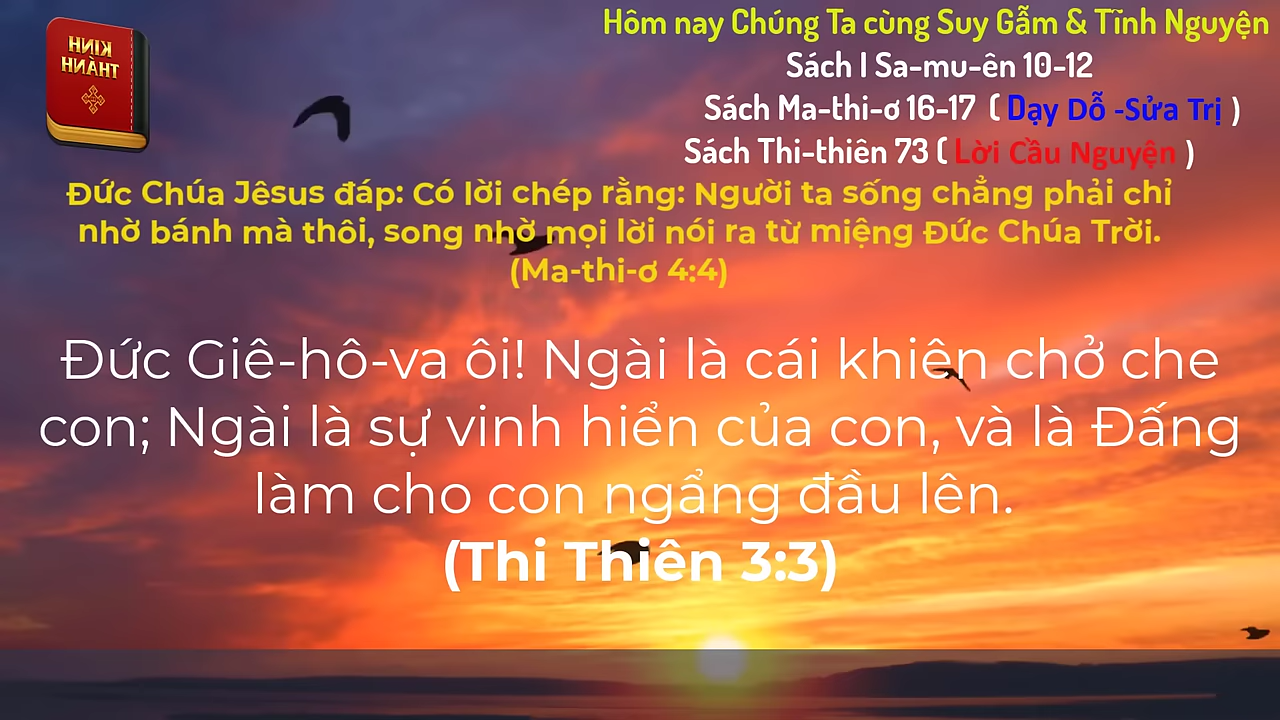 KINH
THÀNH
Hôm nay Chúng Ta cùng Suy Gẫm & Tĩnh Nguyện
Sách I Sa-mu-ên 10-12
Sách Ma-thi-ơ 16-17 ( Dạy Dỗ -Sửa Trị )
Sách Thi-thiên 73 ( Lời Cầu Nguyện )
Đức Chúa Jêsus đáp: Có lời chép rằng: Người ta sống chẳng phải chỉ
nhờ bánh mà thôi, song nhờ mọi lời nói ra từ miệng Đức Chúa Trời.
(Ma-thi-ơ 4:4)
Đức Giê-hô-va ôi! Ngài là cái khiên chở che
con; Ngài là sự vinh hiển của con, và là Đấng
làm cho con ngẩng đầu lên.
(Thi Thiên 3:3)